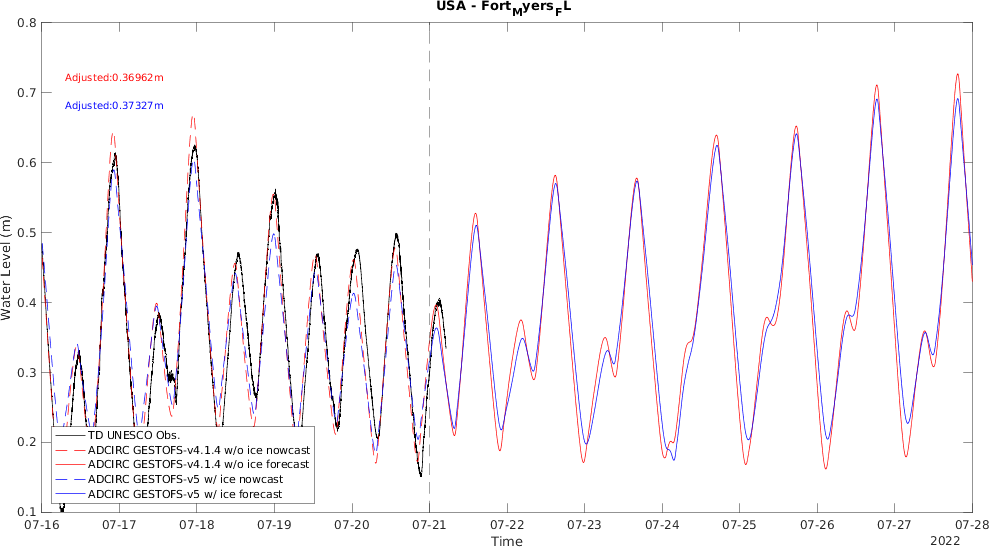 USA - Fort_Myers_FL
Adjusted:0.36962m
Adjusted:0.37327m
Water Level (m)
0.8
0.7
0.6
0.5
0.4
0.3
0.2
0.1
TD UNESCO Obs.
ADCIRC GESTOFS-v4.1.4 w/o ice nowcast
ADCIRC GESTOFS-v4.1.4 w/o ice forecast
ADCIRC GESTOFS-v5 w/ ice nowcast
ADCIRC GESTOFS-v5 w/ ice forecast
07-16 07-17 07-18 07-19 07-20 07-21 07-22 07-23 07-24 07-25 07-26 07-27 07-28
Time
2022